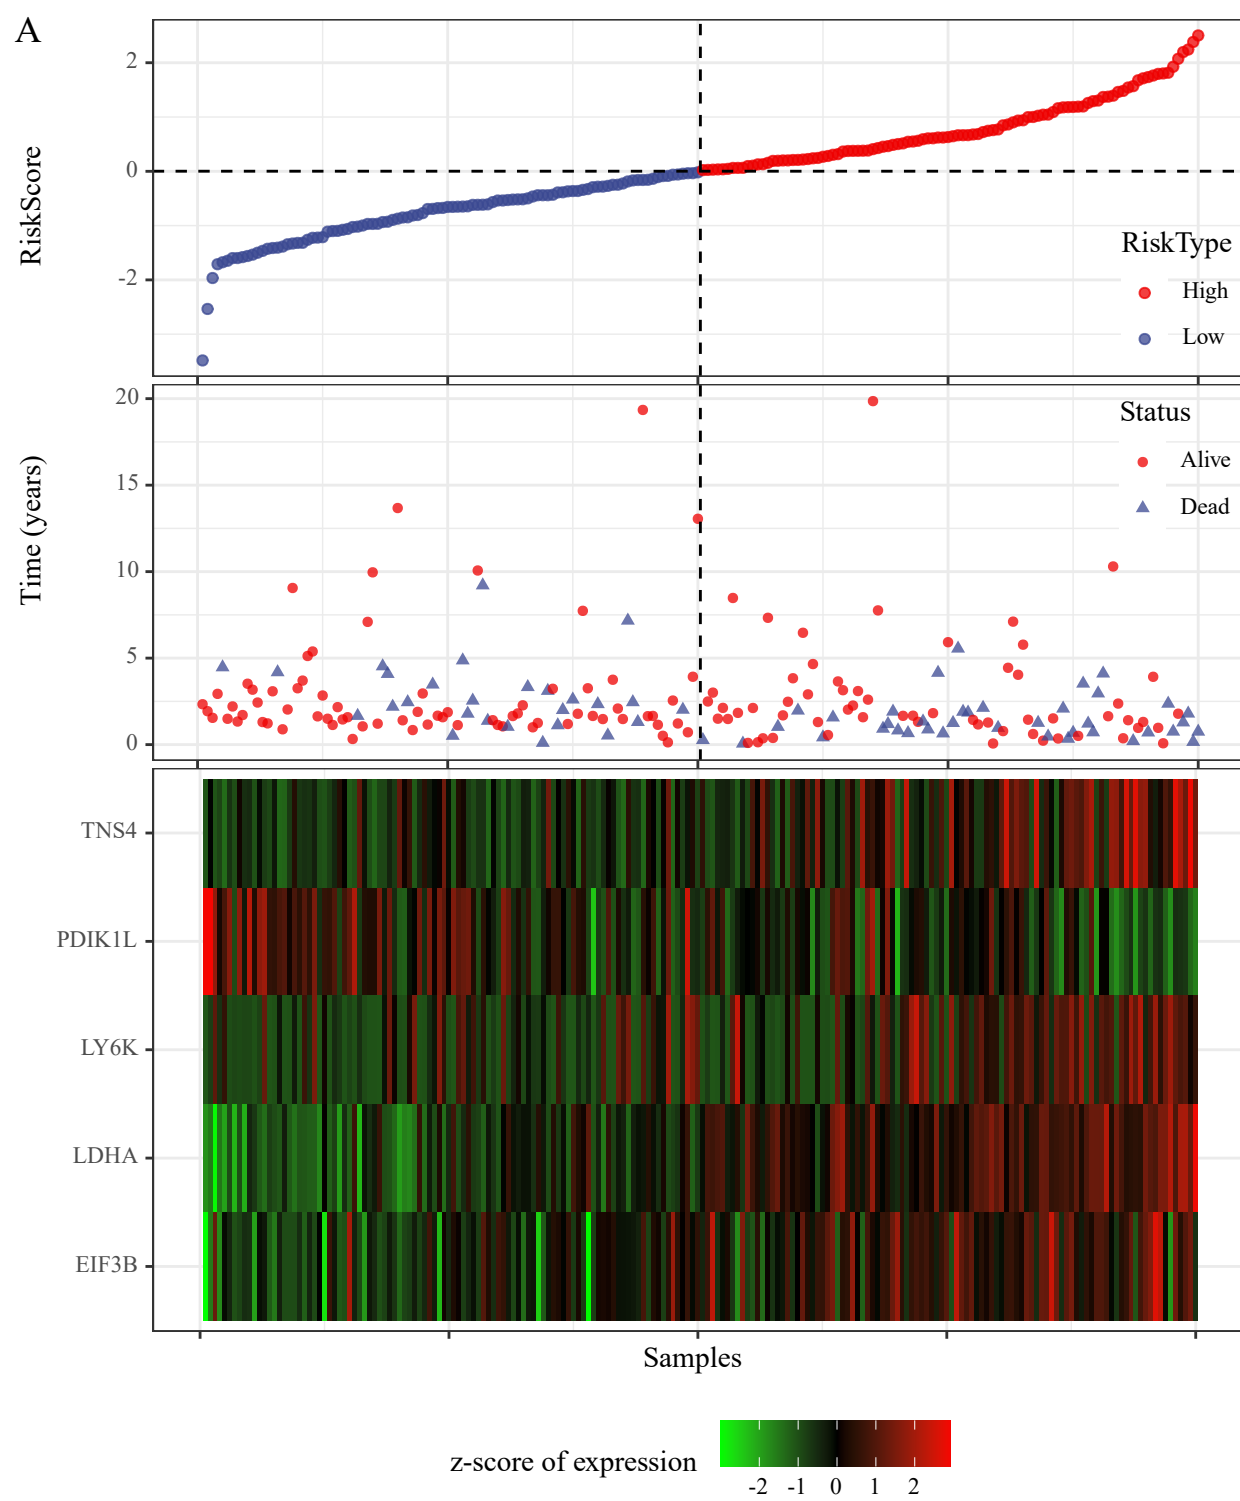 A
RiskScore
2
0
-2
RiskType
High
Low
Time (years)
20
15
10
5
0
Status
Alive
Dead
TNS4
PDIK1L
LY6K
LDHA
EIF3B
Samples
z-score of expression
-2 -1 0 1 2